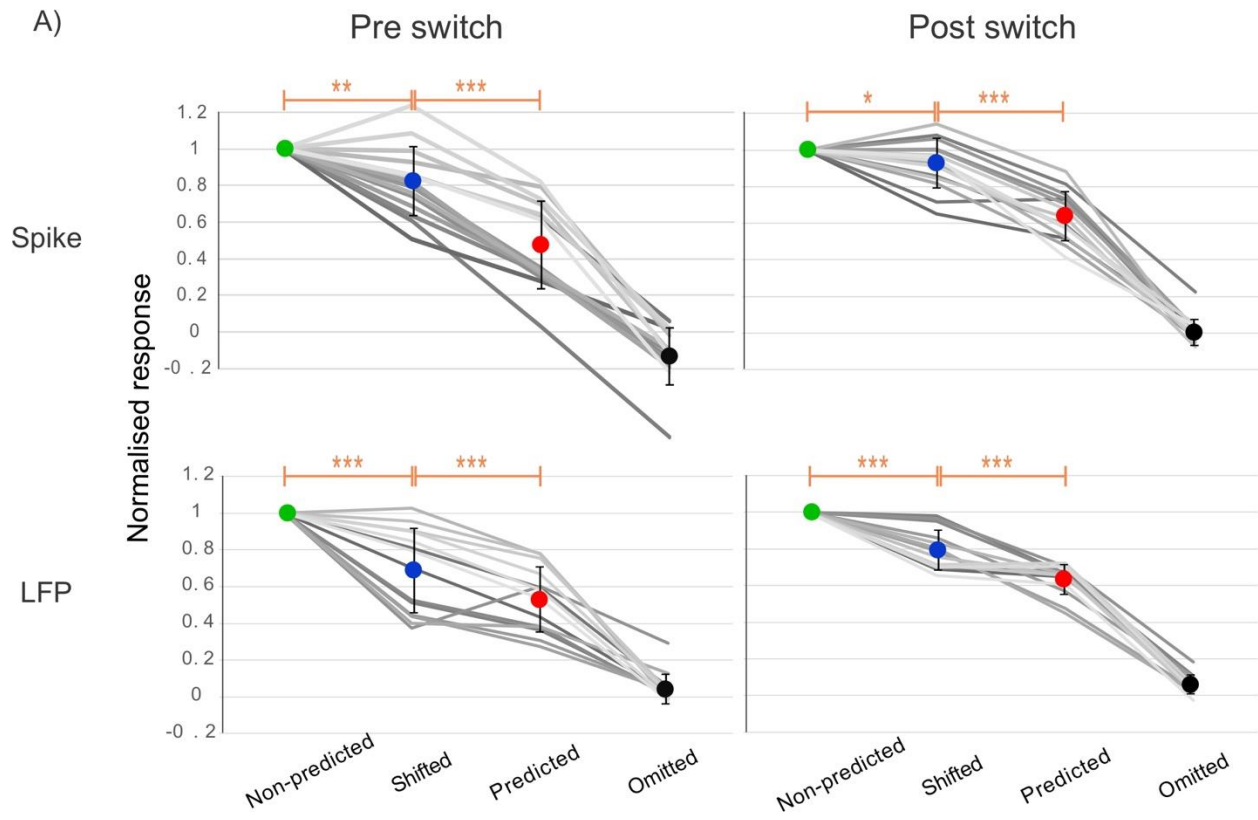 A)
Pre switch
Post switch
** ***
* ***
Spike
Normalised response
1.2
1
0.8
0.6
0.4
0.2
0
-0.2
*** ***
*** ***
LFP
1.2
1
0.8
0.6
0.4
0.2
0
-0.2
Non-predicted
Shifted
Predicted
Omitted
Non-predicted
Shifted
Predicted
Omitted